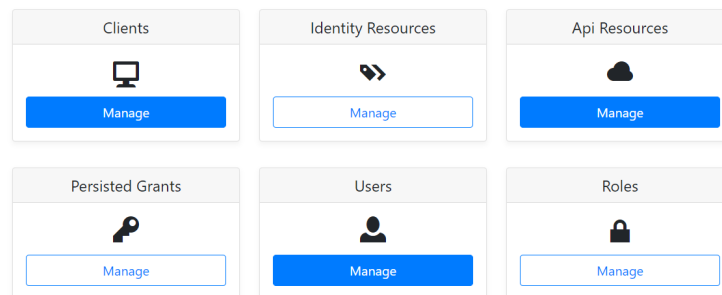 Clients
Identity Resources
Api Resources
Manage
Manage
Manage
Persisted Grants
Users
Roles
Manage
Manage
Manage